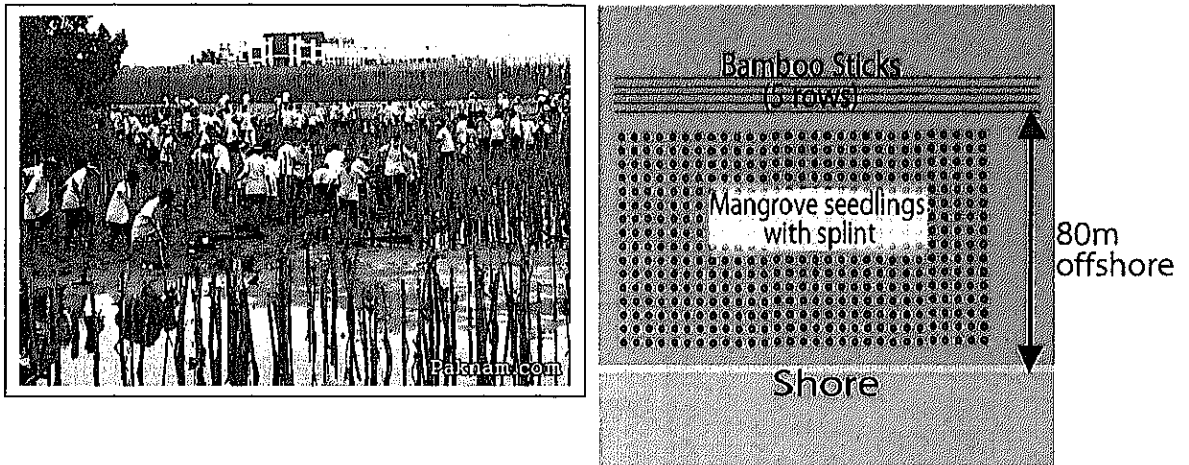 Paknam.com
Bamboo Sticks
Mangrove seedlings
with splint
80m
offshore
Shore